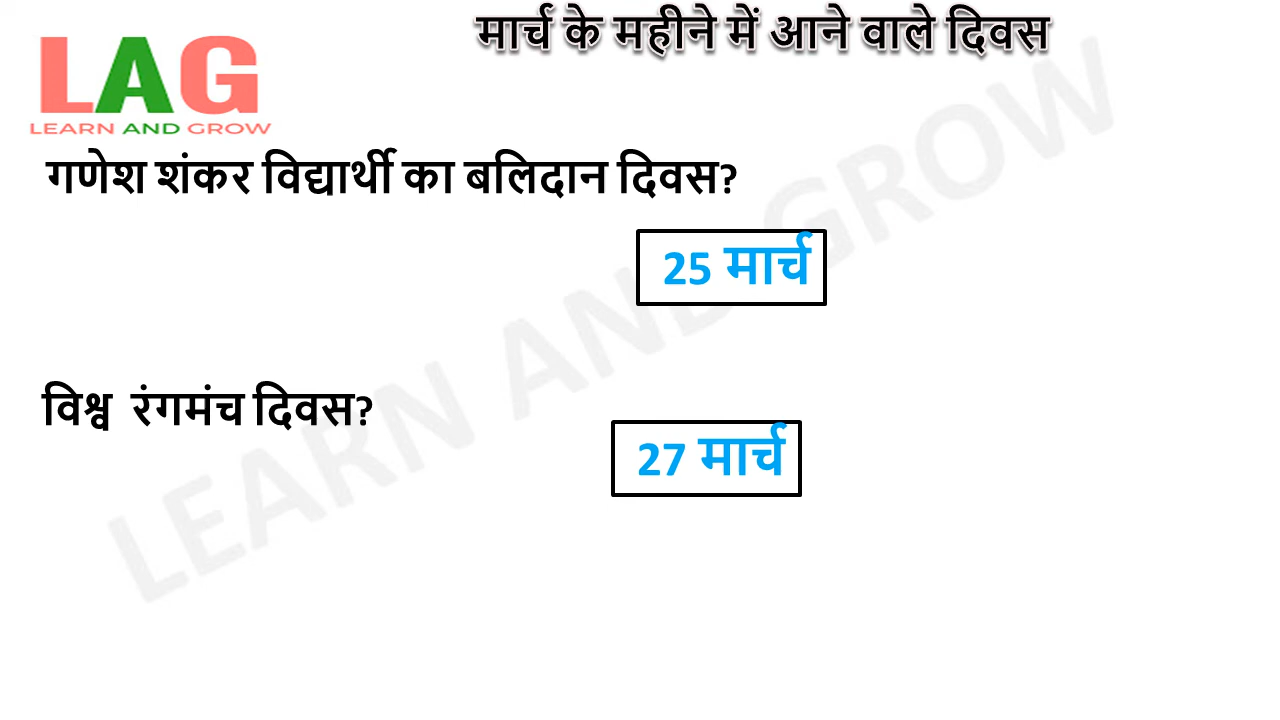 मार्च के महीने में आने वाले दिवस
LAG
LEARN AND GROW
गणेश शंकर विद्यार्थी का बलिदान दिवस?
25 मार्च
विश्व रंगमंच दिवस?
27 मार्च
LEARN AND GROW